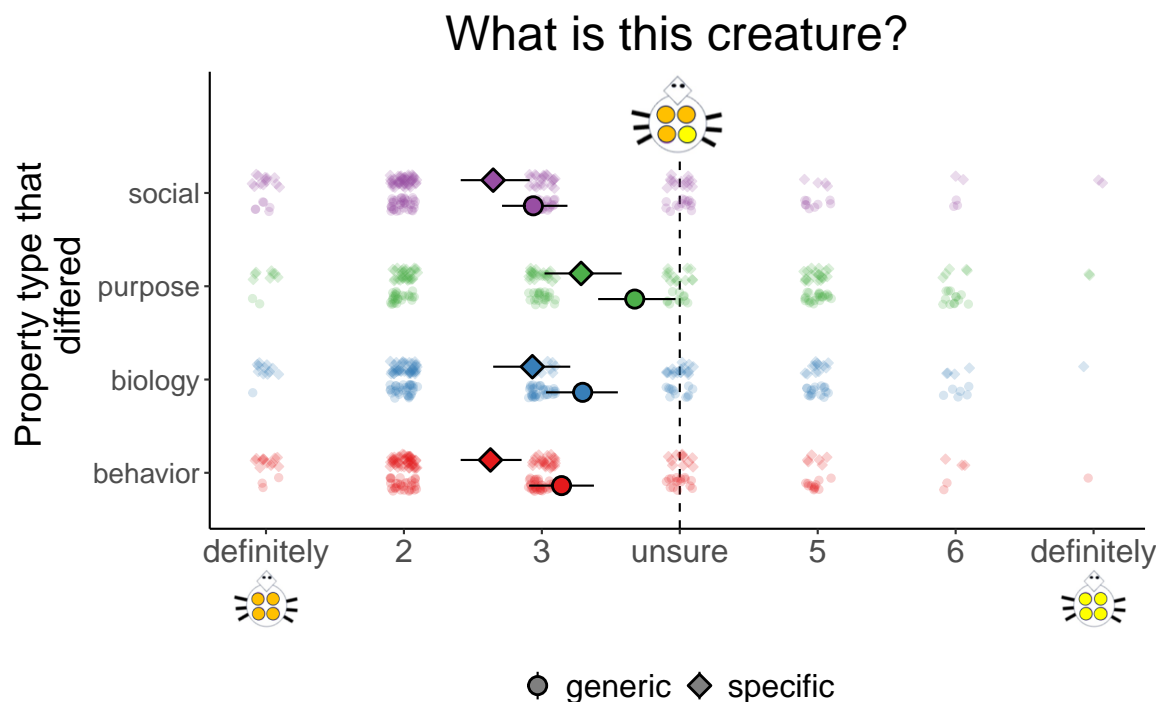 What is this creature?
Property type that
differed
social
purpose
biology
behavior
definitely 2 3 unsure 5 6 definitely
generic specific